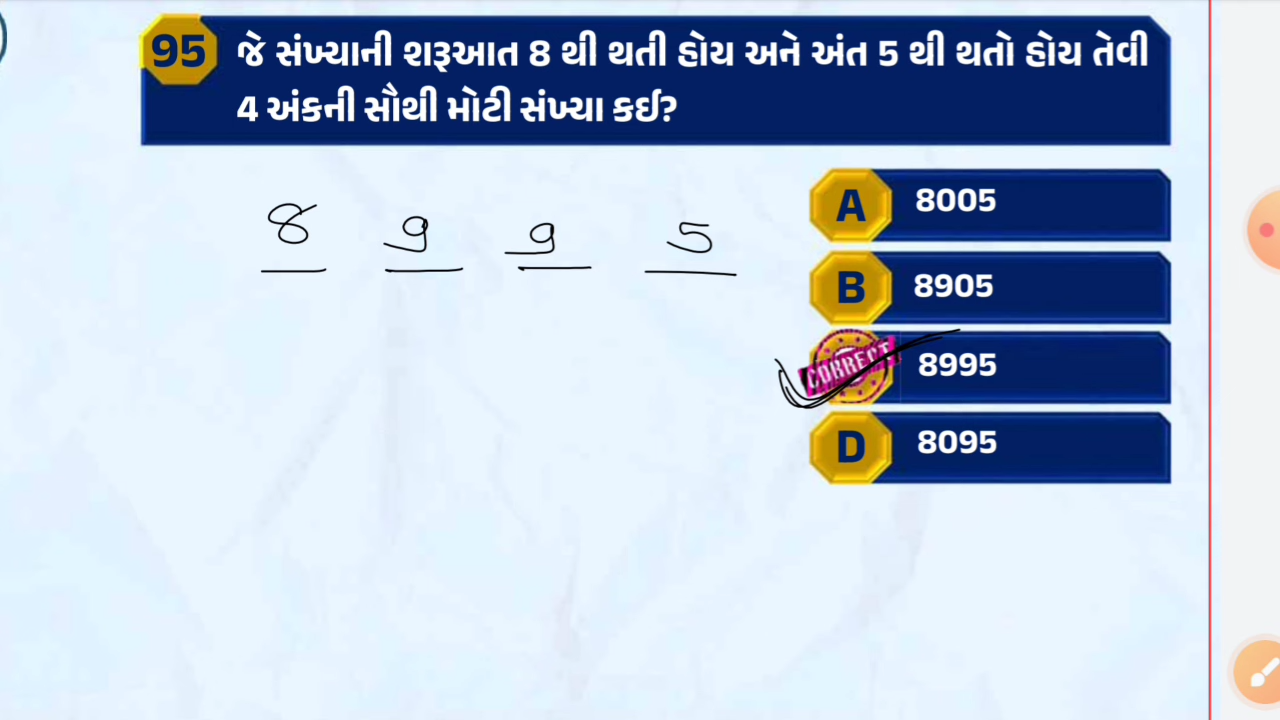 95 જે સંખ્યાની શરૂઆત 8 થી થતી હોય અને અંત 5 થી થતો હોય તેવી
4 અંકની સૌથી મોટી સંખ્યા કઈ?
8 9 9 5
A 8005
B 8905
CORRECT 8995
D 8095